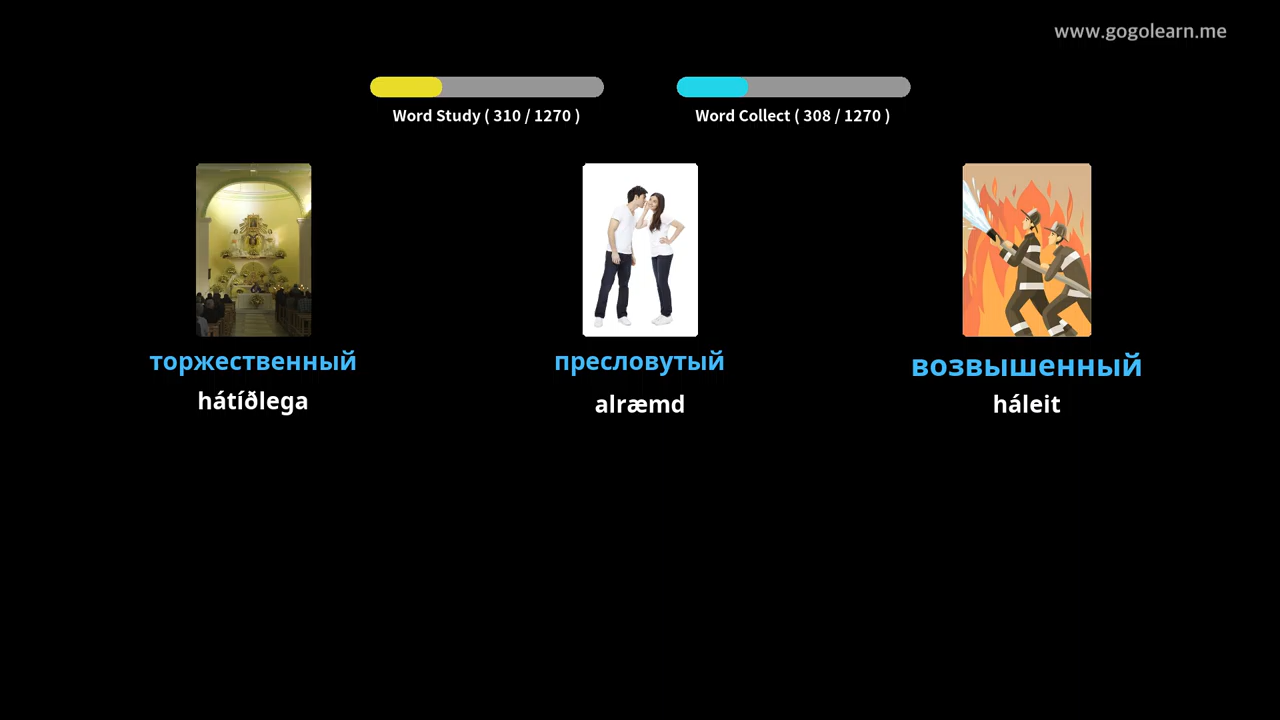 www.gogolearn.me
Word Study ( 310 / 1270 )
Word Collect ( 308 / 1270 )
торжественный
hátíðlega
пресловутый
alræmd
возвышенный
háleit